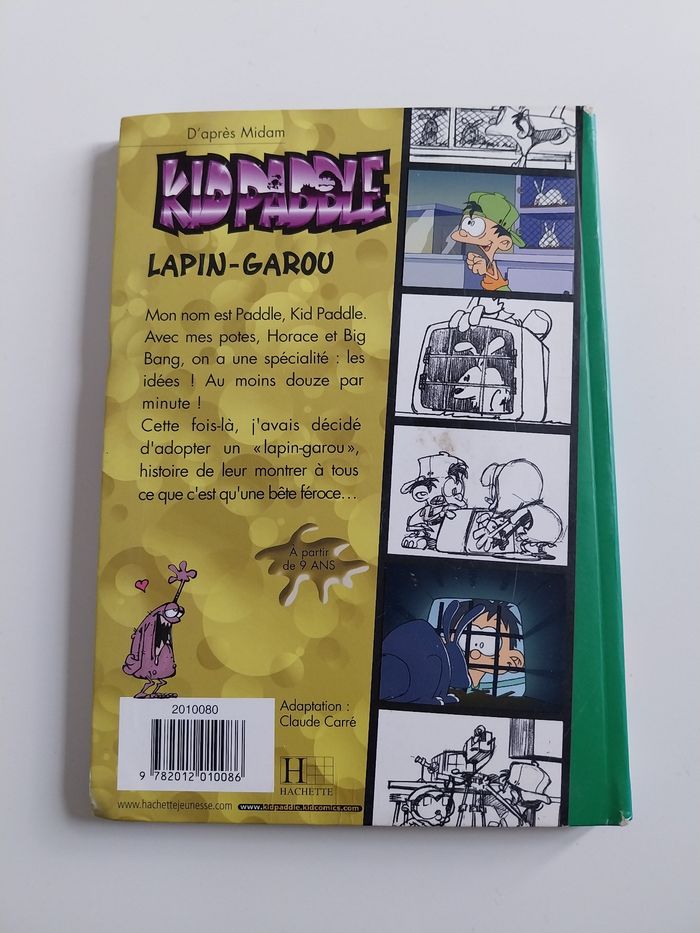 D'après Midam
KID PADDLE
LAPIN-GAROU
Mon nom est Paddle, Kid Paddle.
Avec mes potes, Horace et Big
Bang, on a une spécialité : les
idées ! Au moins douze par
minute !
Cette fois-là, j'avais décidé
d'adopter un «lapin-garou»,
histoire de leur montrer à tous
ce que c'est qu'une bête féroce...
À partir
de 9 ANS
2010080
9 782012 010086
Adaptation :
Claude Carré
H
HACHETTE
www.hachettejeunesse.com
www.kidpaddle.kidcomics.com